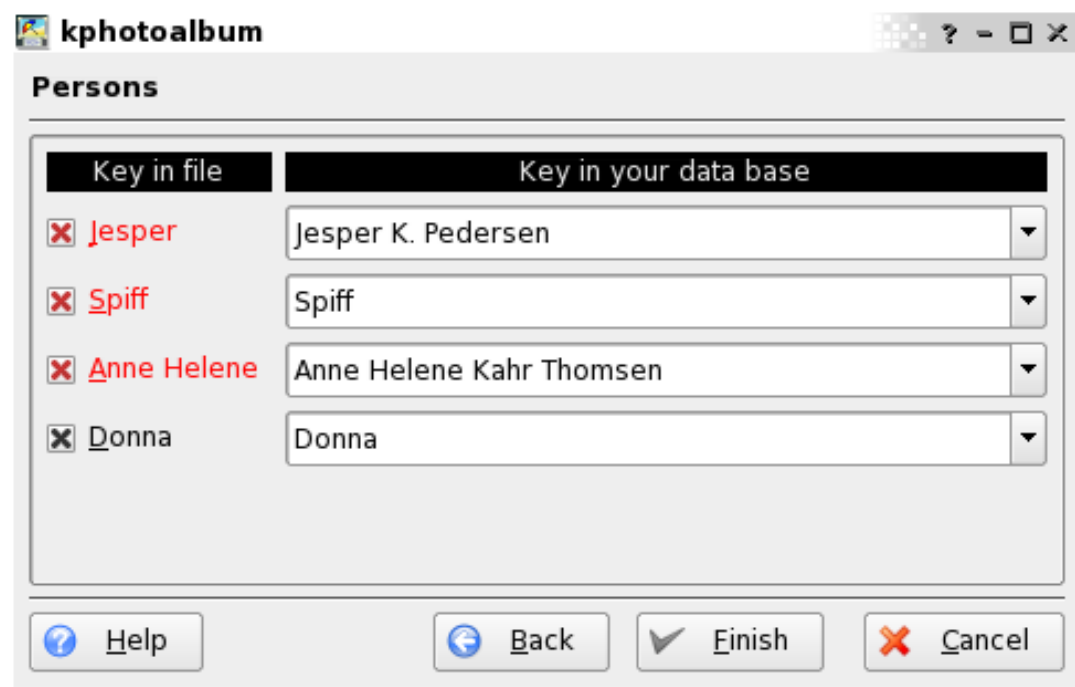 kphotoalbum
Persons
Key in file Key in your data base
Jesper Jesper K. Pedersen
Spiff Spiff
Anne Helene Anne Helene Kahr Thomsen
Donna Donna
Help Back Finish Cancel